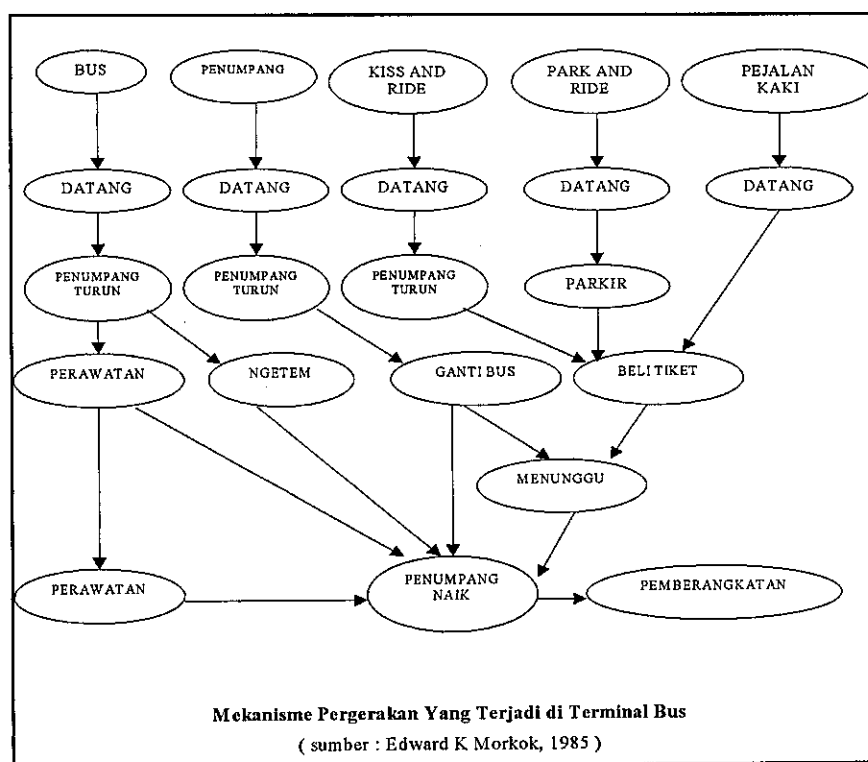 BUS
PENUMPANG
KISS AND
RIDE
PARK AND
RIDE
PEJALAN
KAKI
DATANG
DATANG
DATANG
DATANG
DATANG
PENUMPANG
TURUN
PENUMPANG
TURUN
PENUMPANG
TURUN
PARKIR
PERAWATAN
NGETEM
GANTI BUS
BELI TIKET
MENUNGGU
PERAWATAN
PENUMPANG
NAIK
PEMBERANGKATAN
Mekanisme Pergerakan Yang Terjadi di Terminal Bus
( sumber : Edward K Morkok, 1985 )